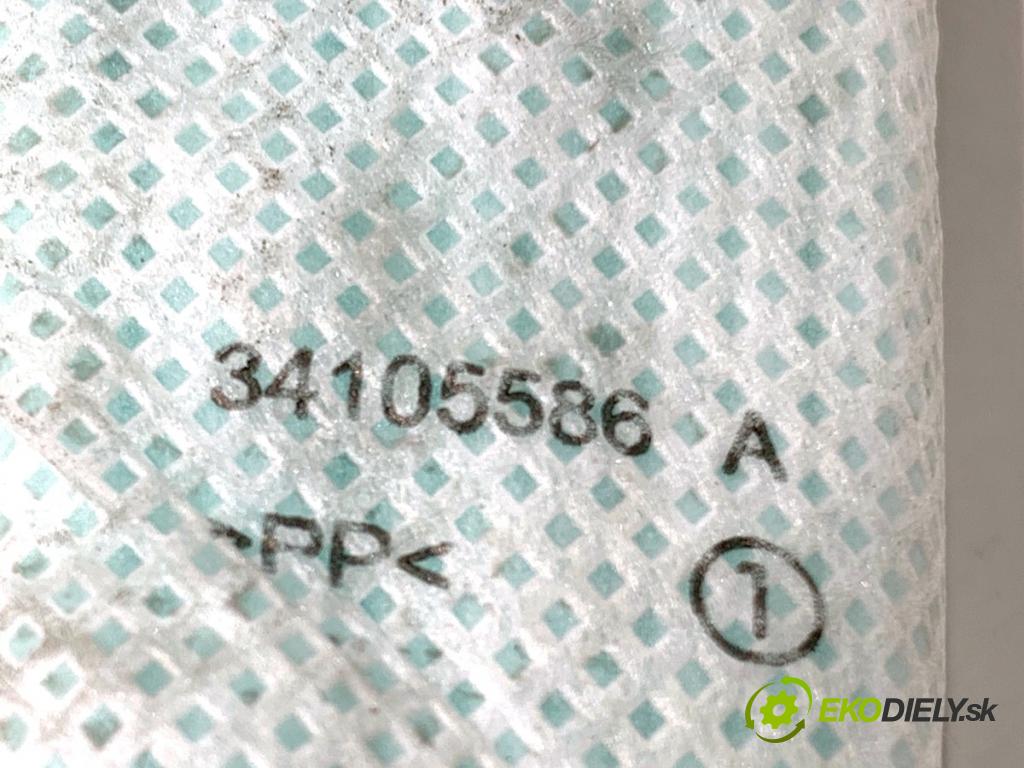 34105586 A
>PP<
1
EKODIELY.sk